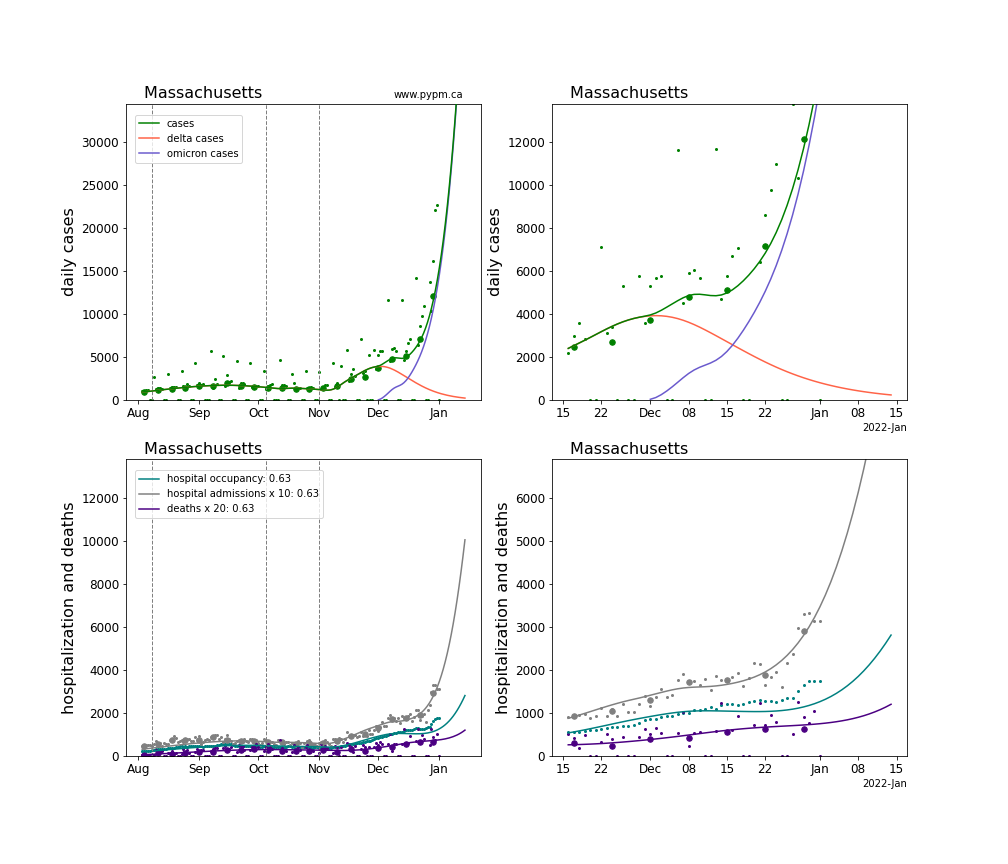 Massachusetts
www.pypm.ca
daily cases
30000
25000
20000
15000
10000
5000
0
cases
delta cases
omicron cases
Aug Sep Oct Nov Dec Jan
Massachusetts
daily cases
12000
10000
8000
6000
4000
2000
0
15 22 Dec 08 15 22 Jan 08 15
2022-Jan
Massachusetts
hospitalization and deaths
12000
10000
8000
6000
4000
2000
0
hospital occupancy: 0.63
hospital admissions x 10: 0.63
deaths x 20: 0.63
Aug Sep Oct Nov Dec Jan
Massachusetts
hospitalization and deaths
6000
5000
4000
3000
2000
1000
0
15 22 Dec 08 15 22 Jan 08 15
2022-Jan